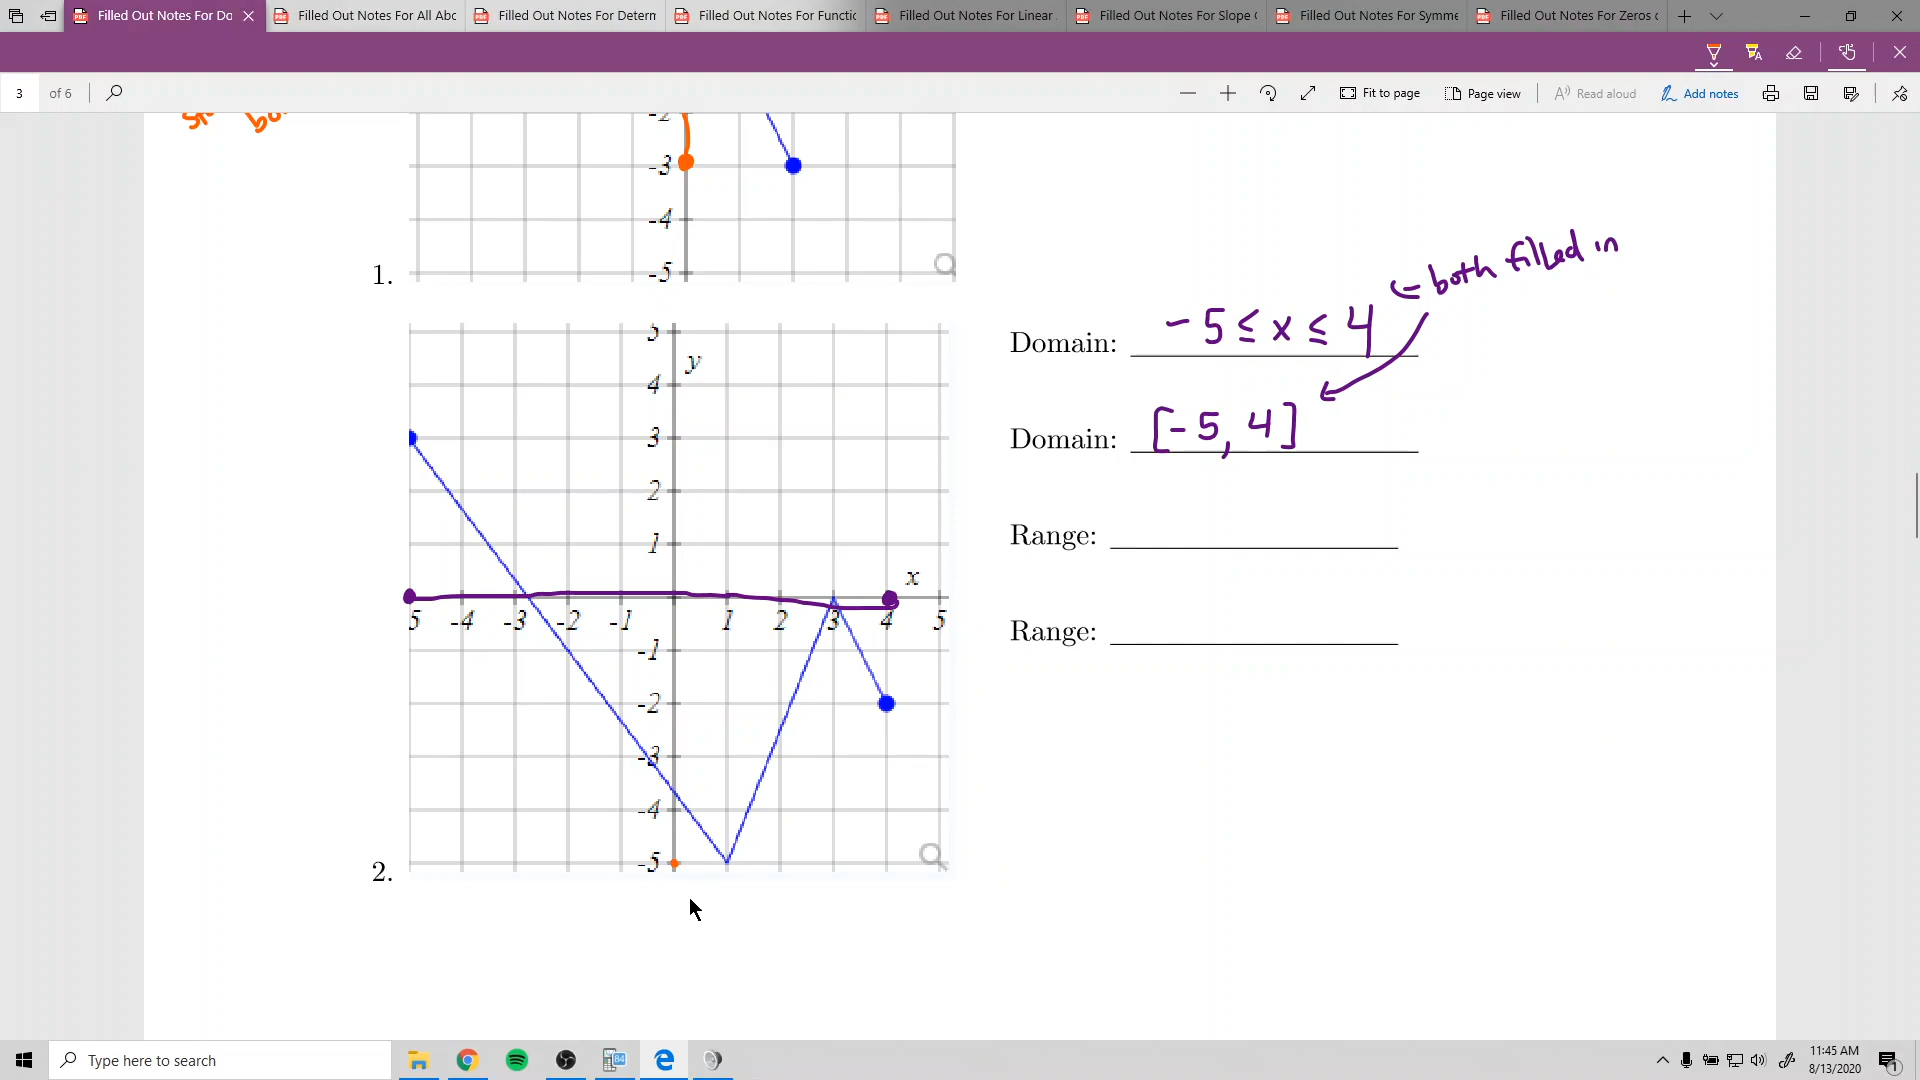 Filled Out Notes For Do
Filled Out Notes For All Abc
Filled Out Notes For Determ
Filled Out Notes For Functic
Filled Out Notes For Linear
Filled Out Notes For Slope
Filled Out Notes For Symme
Filled Out Notes For Zeros
3 of 6
Fit to page
Page view
Read aloud
Add notes
-2
-3
-4
-5
1.
both filled in
Domain: -5 ≤ x ≤ 4
Domain: [-5, 4]
Range:
Range:
5
y
4
3
2
1
x
5 -4 -3 -2 -1 1 2 3 4 5
-1
-2
-3
-4
-5
2.
Type here to search
84
11:45 AM
8/13/2020
1